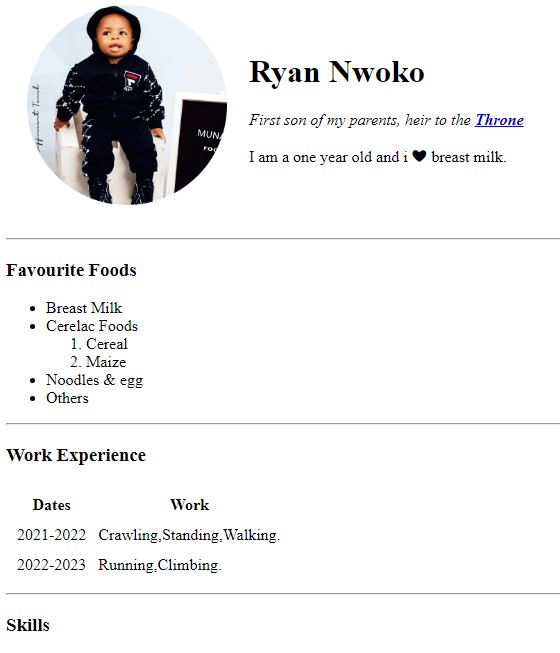 Ryan Nwoko
First son of my parents, heir to the Throne
I am a one year old and i ♥ breast milk.
MUNA
Favourite Foods
• Breast Milk
• Cerelac Foods
1. Cereal
2. Maize
• Noodles & egg
• Others
Work Experience
Dates Work
2021-2022 Crawling,Standing,Walking.
2022-2023 Running,Climbing.
Skills